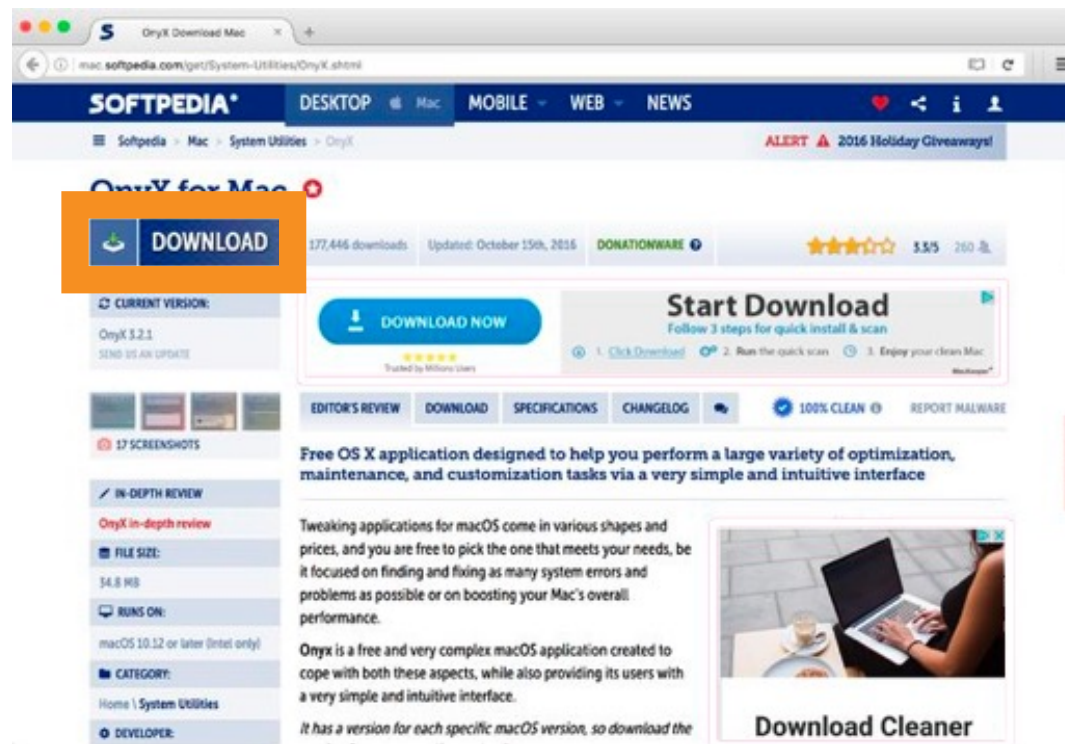 OnyX Download Mac × +
mac.softpedia.com/get/System-Utilities/OnyX.shtml
SOFTPEDIA® DESKTOP Mac MOBILE WEB NEWS
Softpedia > Mac > System Utilities > OnyX
ALERT 2016 Holiday Giveaways!
OnyX for Mac
DOWNLOAD
177,446 downloads Updated: October 15th, 2016 DONATIONWARE 3.3/5 260
CURRENT VERSION:
OnyX 3.2.1
SEND US AN UPDATE
DOWNLOAD NOW
Trusted by Millions Users
Start Download
Follow 3 steps for quick install & scan
1. Click Download 2. Run the quick scan 3. Enjoy your clean Mac
MacKeeper
17 SCREENSHOTS
EDITOR'S REVIEW DOWNLOAD SPECIFICATIONS CHANGELOG 100% CLEAN REPORT MALWARE
Free OS X application designed to help you perform a large variety of optimization,
maintenance, and customization tasks via a very simple and intuitive interface
IN-DEPTH REVIEW
OnyX in-depth review
FILE SIZE:
34.8 MB
RUNS ON:
macOS 10.12 or later (Intel only)
CATEGORY:
Home \ System Utilities
DEVELOPER:
Tweaking applications for macOS come in various shapes and
prices, and you are free to pick the one that meets your needs, be
it focused on finding and fixing as many system errors and
problems as possible or on boosting your Mac's overall
performance.
Onyx is a free and very complex macOS application created to
cope with both these aspects, while also providing its users with
a very simple and intuitive interface.
It has a version for each specific macOS version, so download the
Download Cleaner